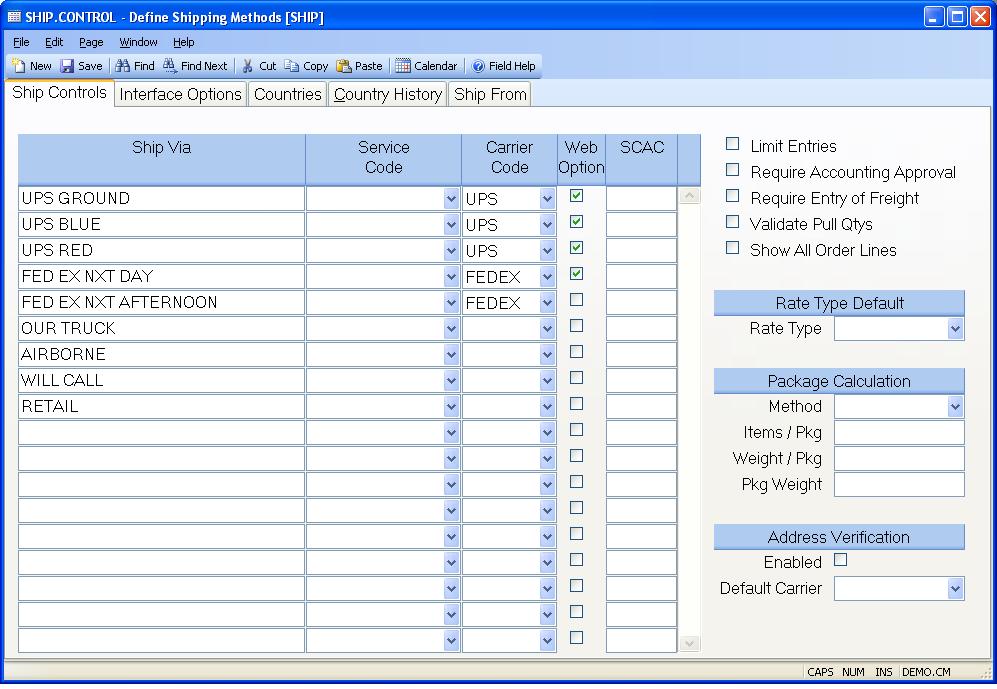 SHIP.CONTROL - Define Shipping Methods [SHIP]
File Edit Page Window Help
New Save Find Find Next Cut Copy Paste Calendar Field Help
Ship Controls Interface Options Countries Country History Ship From
Ship Via Service Code Carrier Code Web Option SCAC
UPS GROUND UPS
UPS BLUE UPS
UPS RED UPS
FED EX NXT DAY FEDEX
FED EX NXT AFTERNOON FEDEX
OUR TRUCK
AIRBORNE
WILL CALL
RETAIL
Limit Entries
Require Accounting Approval
Require Entry of Freight
Validate Pull Qtys
Show All Order Lines
Rate Type Default
Rate Type
Package Calculation
Method
Items / Pkg
Weight / Pkg
Pkg Weight
Address Verification
Enabled
Default Carrier
CAPS NUM INS DEMO.CM